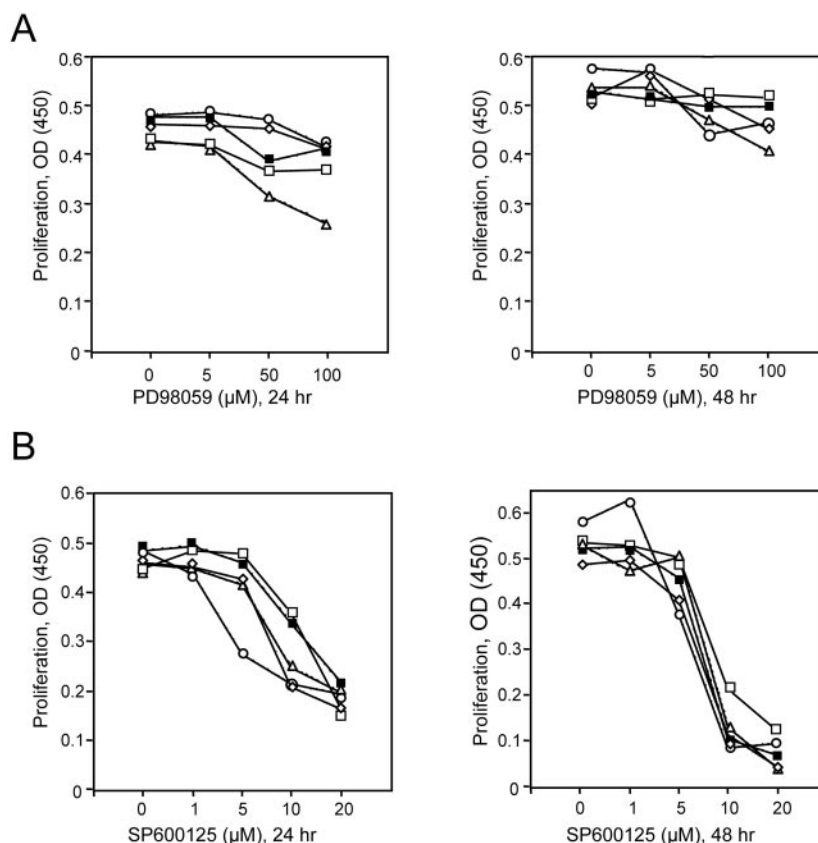 A
Proliferation, OD (450)
0.6
0.5
0.4
0.3
0.2
0.1
0
0 5 50 100
PD98059 (µM), 24 hr
Proliferation, OD (450)
0.6
0.5
0.4
0.3
0.2
0.1
0
0 5 50 100
PD98059 (µM), 48 hr
B
Proliferation, OD (450)
0.6
0.5
0.4
0.3
0.2
0.1
0
0 1 5 10 20
SP600125 (µM), 24 hr
Proliferation, OD (450)
0.6
0.5
0.4
0.3
0.2
0.1
0
0 1 5 10 20
SP600125 (µM), 48 hr